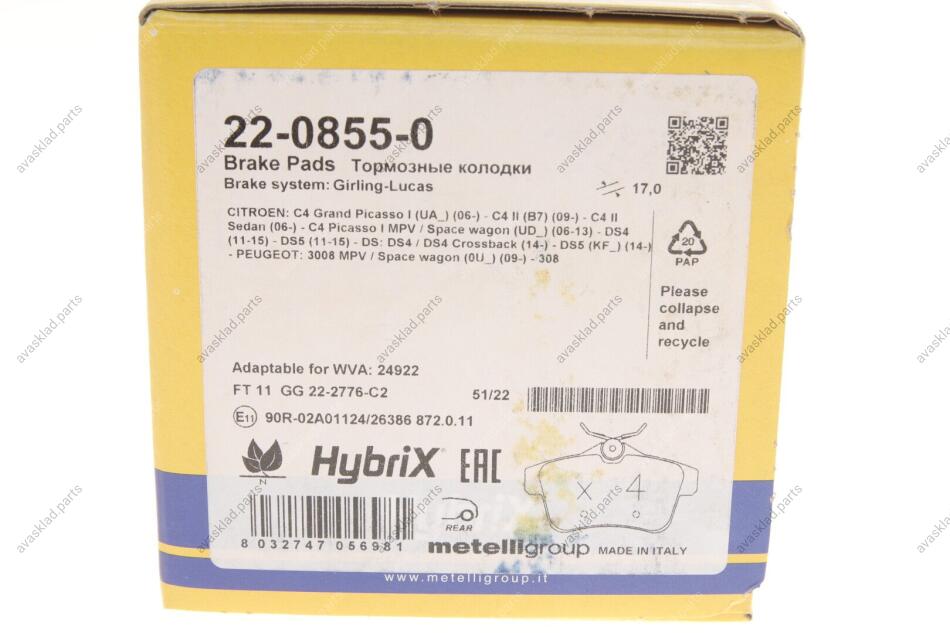 22-0855-0
Brake Pads Тормозные колодки
Brake system: Girling-Lucas
17,0
CITROEN: C4 Grand Picasso I (UA_) (06-) - C4 II (B7) (09-) - C4 II
Sedan (06-) - C4 Picasso I MPV / Space wagon (UD_) (06-13) - DS4
(11-15) - DS5 (11-15) - DS: DS4 / DS4 Crossback (14-) - DS5 (KF_) (14-)
- PEUGEOT: 3008 MPV / Space wagon (0U_) (09-) - 308
20
PAP
Please
collapse
and
recycle
Adaptable for WVA: 24922
FT 11 GG 22-2776-C2
51/22
E11 90R-02A01124/26386 872.0.11
N
HybriX EAC
x 4
REAR
8 032747 056981
metelligroup MADE IN ITALY
www.metelligroup.it
avasklad.parts